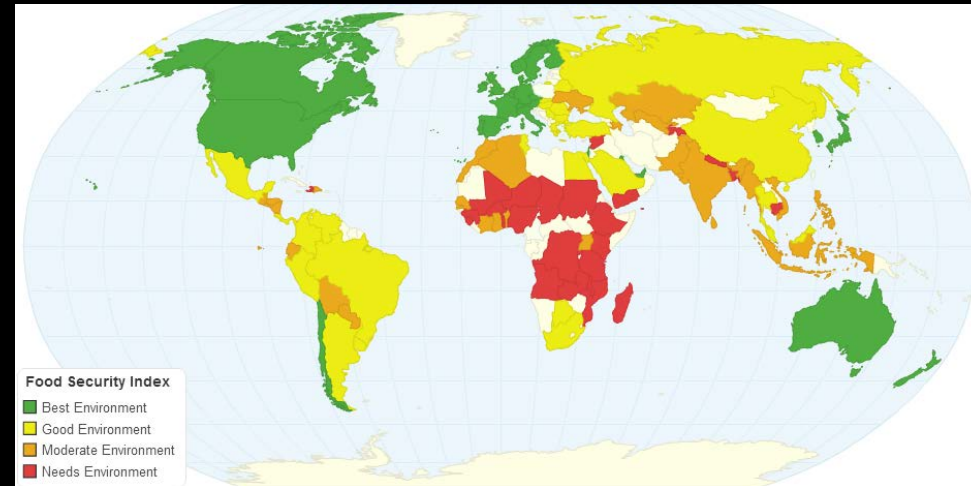 Food Security Index
Best Environment
Good Environment
Moderate Environment
Needs Environment